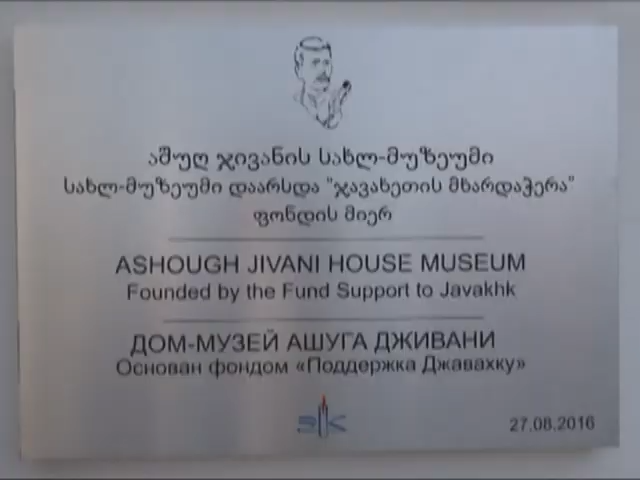 აშუღ ჯივანის სახლ-მუზეუმი
სახლ-მუზეუმი დაარსდა "ჯავახეთის მხარდაჭერა"
ფონდის მიერ
ASHOUGH JIVANI HOUSE MUSEUM
Founded by the Fund Support to Javakhk
ДОМ-МУЗЕЙ АШУГА ДЖИВАНИ
Основан фондом «Поддержка Джавахку»
27.08.2016